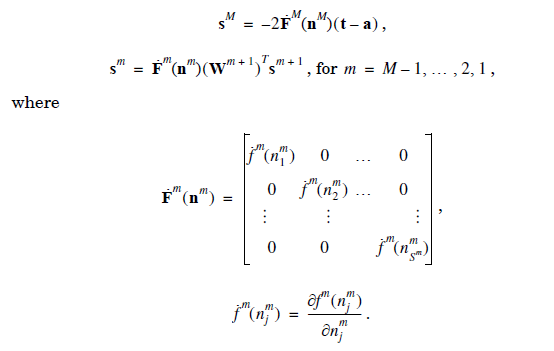 s^M = –2Ḟ^M(n^M)(t – a) ,
s^m = Ḟ^m(n^m)(W^{m + 1})^T s^{m + 1} , for m = M – 1, … , 2, 1 ,
where
Ḟ^m(n^m) = [ ḟ^m(n_1^m) 0 … 0
0 ḟ^m(n_2^m) … 0
⋮ ⋮ ⋮
0 0 ḟ^m(n_{S^m}^m) ] ,
ḟ^m(n_j^m) = ∂f^m(n_j^m) / ∂n_j^m .